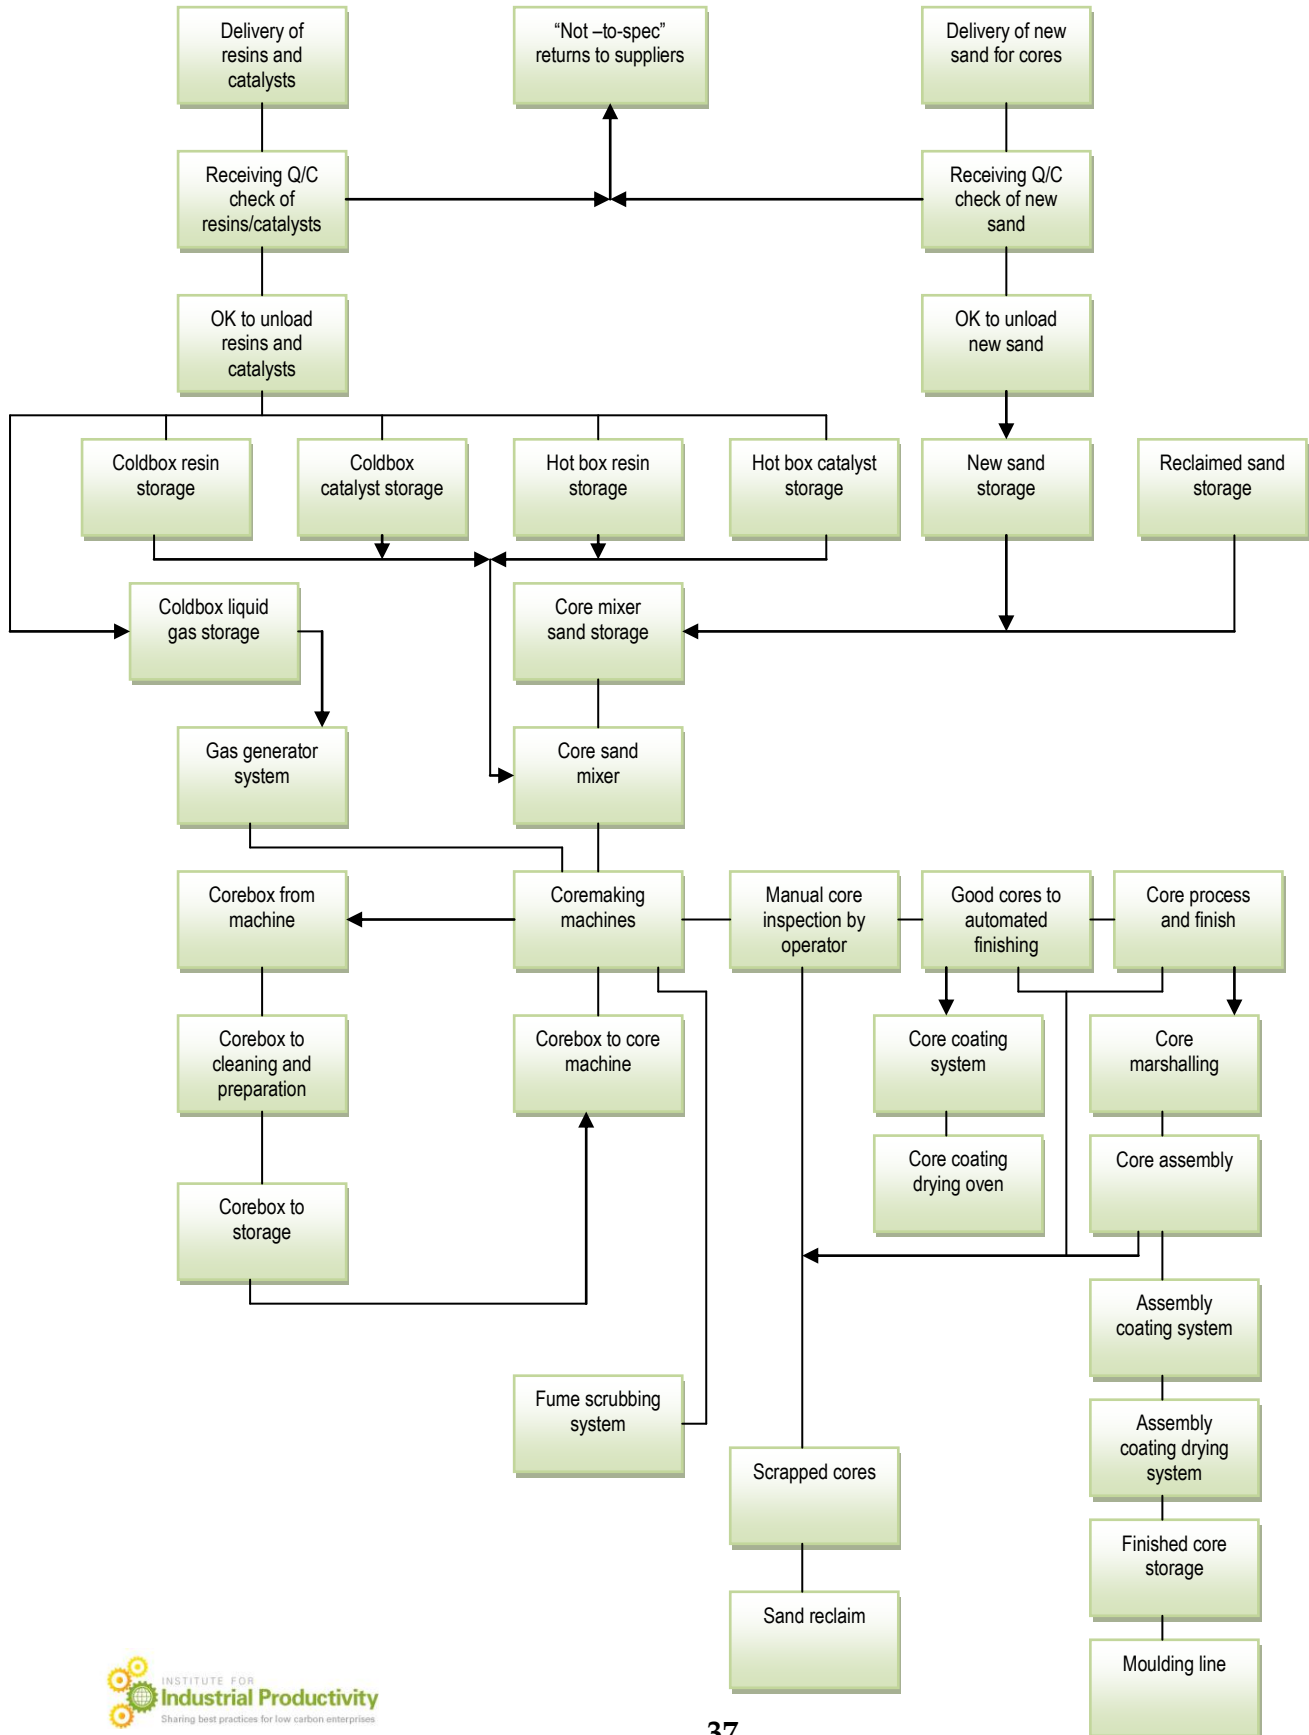 Delivery of
resins and
catalysts
“Not –to-spec”
returns to suppliers
Delivery of new
sand for cores
Receiving Q/C
check of
resins/catalysts
Receiving Q/C
check of new
sand
OK to unload
resins and
catalysts
OK to unload
new sand
Coldbox resin
storage
Coldbox
catalyst storage
Hot box resin
storage
Hot box catalyst
storage
New sand
storage
Reclaimed sand
storage
Coldbox liquid
gas storage
Core mixer
sand storage
Gas generator
system
Core sand
mixer
Corebox from
machine
Coremaking
machines
Manual core
inspection by
operator
Good cores to
automated
finishing
Core process
and finish
Corebox to
cleaning and
preparation
Corebox to core
machine
Core coating
system
Core
marshalling
Core coating
drying oven
Core assembly
Corebox to
storage
Assembly
coating system
Fume scrubbing
system
Assembly
coating drying
system
Scrapped cores
Finished core
storage
Sand reclaim
Moulding line
INSTITUTE FOR
Industrial Productivity
Sharing best practices for low carbon enterprises
37